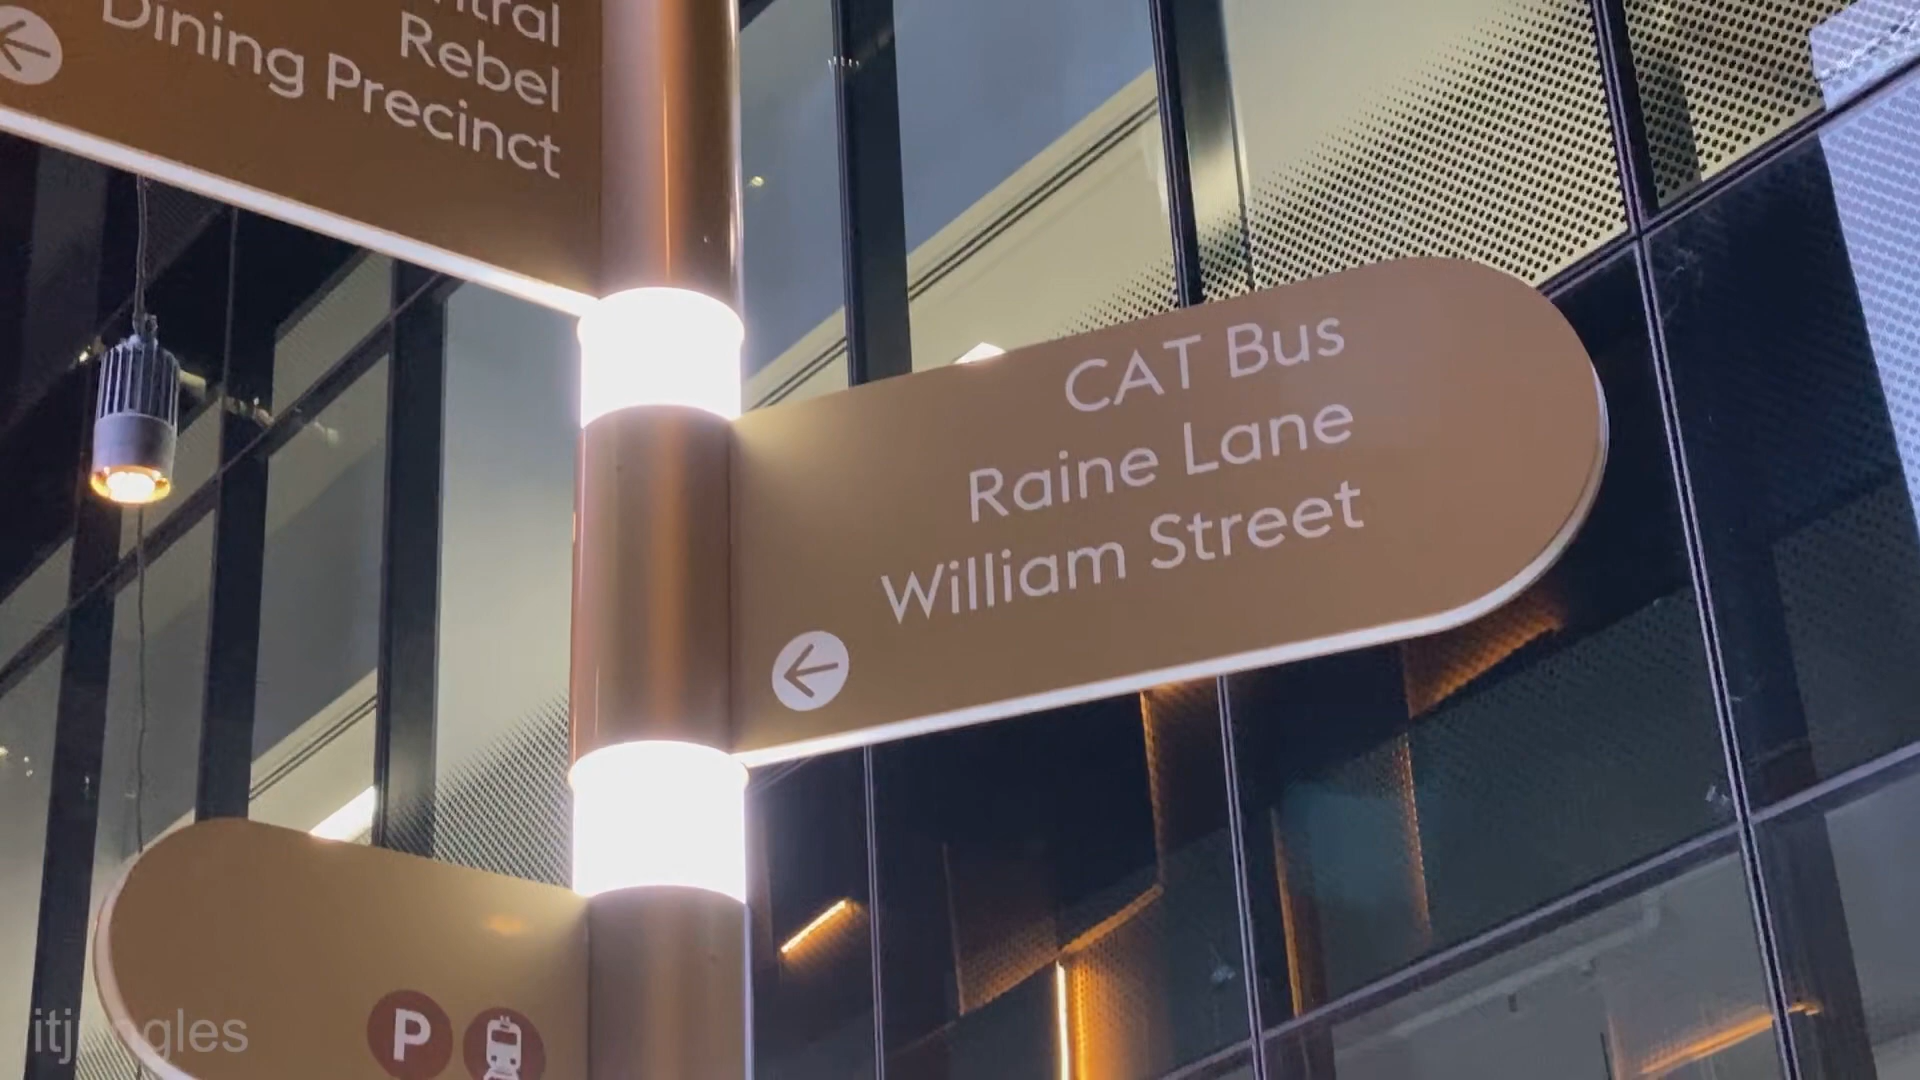 Rebel
Dining Precinct
CAT Bus
Raine Lane
William Street
P